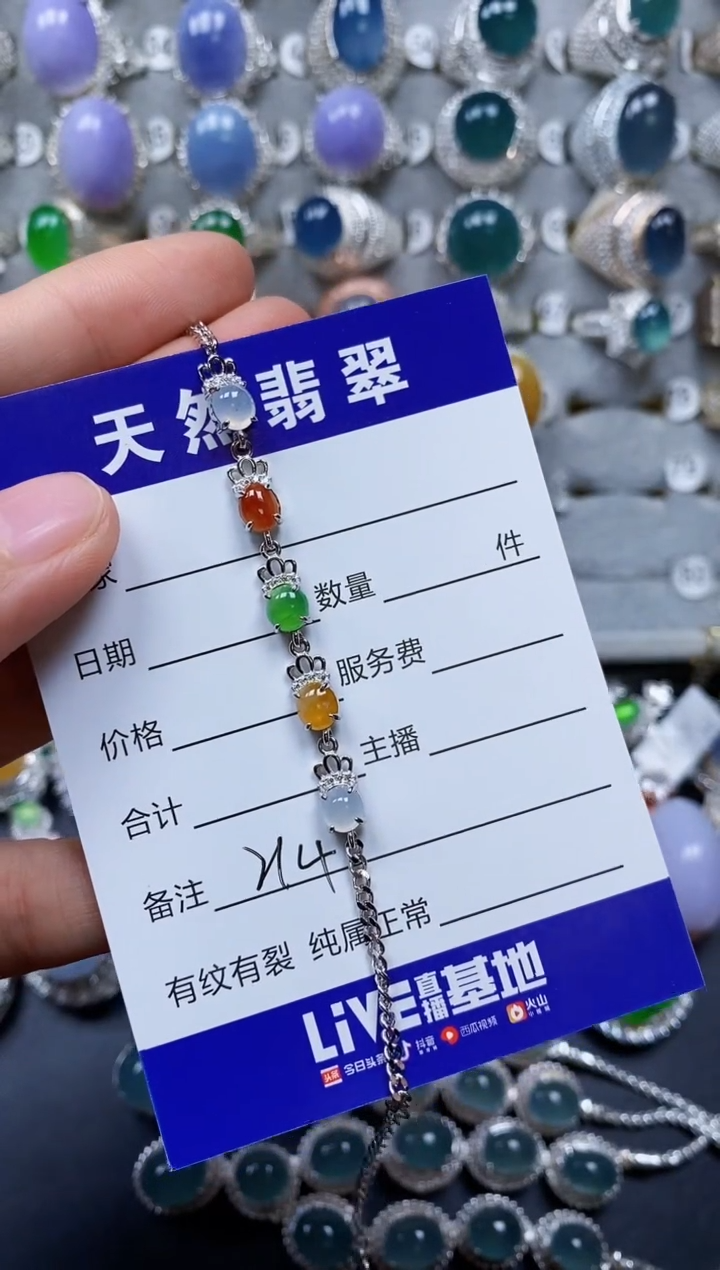 天然翡翠
家
数量 件
日期 服务费
价格 主播
合计
备注
有纹有裂 纯属正常
LiVE直播基地
头条 今日头条 抖音 西瓜视频 火山